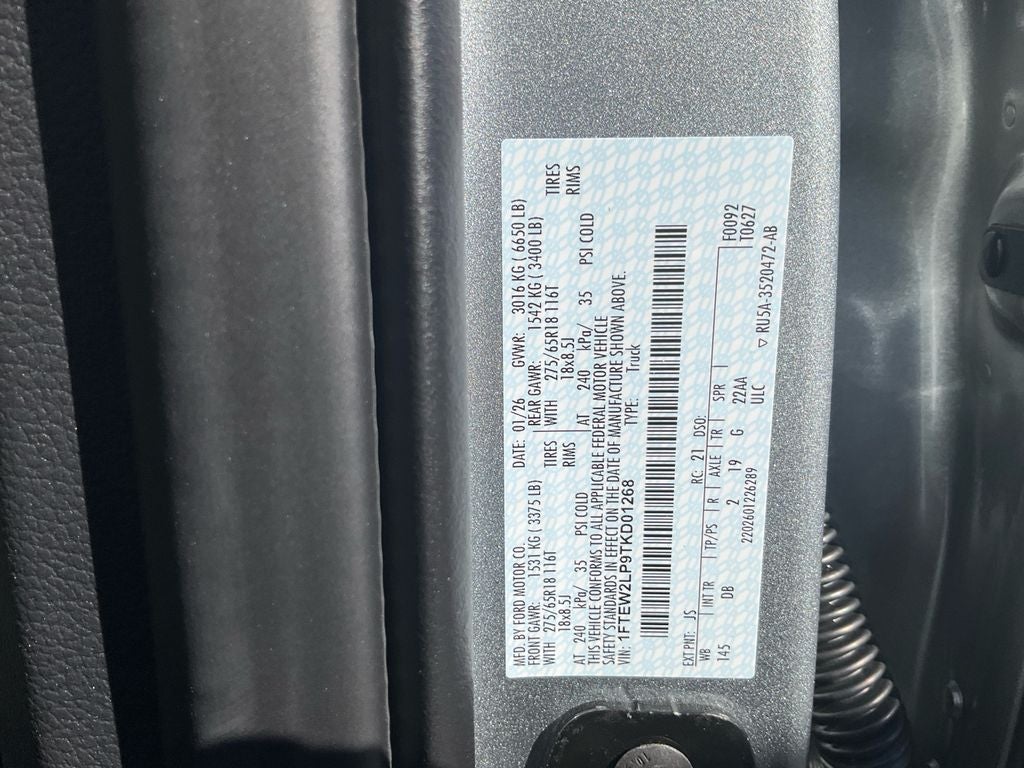 MFD. BY FORD MOTOR CO. DATE: 01/26 GVWR: 3016 KG ( 6650 LB)
FRONT GAWR: 1531 KG ( 3375 LB) REAR GAWR: 1542 KG ( 3400 LB)
WITH 275/65R18 116T TIRES WITH 275/65R18 116T TIRES
18x8.5J RIMS 18x8.5J RIMS
AT 240 kPa/ 35 PSI COLD AT 240 kPa/ 35 PSI COLD
THIS VEHICLE CONFORMS TO ALL APPLICABLE FEDERAL MOTOR VEHICLE
SAFETY STANDARDS IN EFFECT ON THE DATE OF MANUFACTURE SHOWN ABOVE.
VIN: 1FTEW2LP9TKD01268 TYPE: Truck
EXT PNT: JS RC: 21 DSO: F0092
WB INT TR TP/PS R AXLE TR SPR T0627
145 DB 2 19 G 22AA
2202601226289 ULC ▽ RU5A-3520472-AB